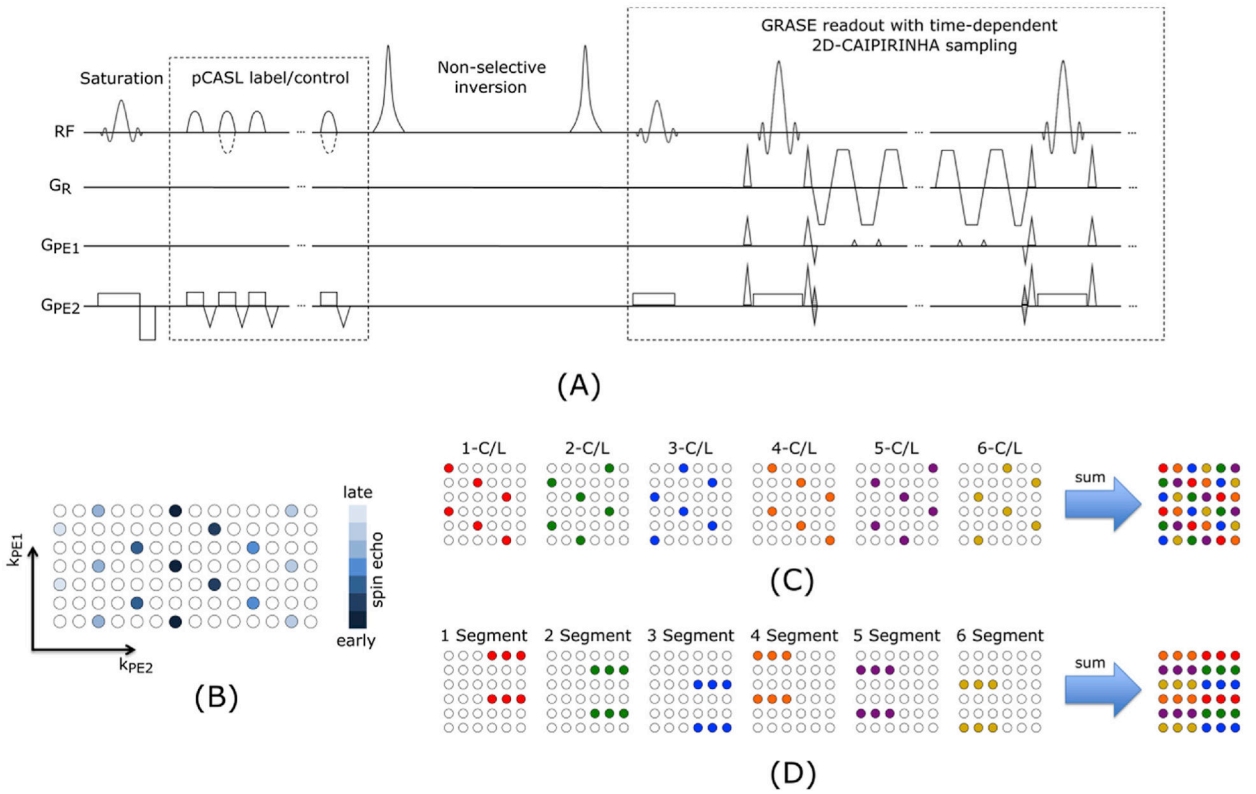 GRASE readout with time-dependent
2D-CAIPIRINHA sampling
Saturation
pCASL label/control
Non-selective
inversion
RF
...
...
...
GR
...
...
...
GPE1
...
...
...
GPE2
...
...
...
(A)
1-C/L
2-C/L
3-C/L
4-C/L
5-C/L
6-C/L
sum
(C)
late
spin echo
early
kPE1
kPE2
(B)
1 Segment
2 Segment
3 Segment
4 Segment
5 Segment
6 Segment
sum
(D)